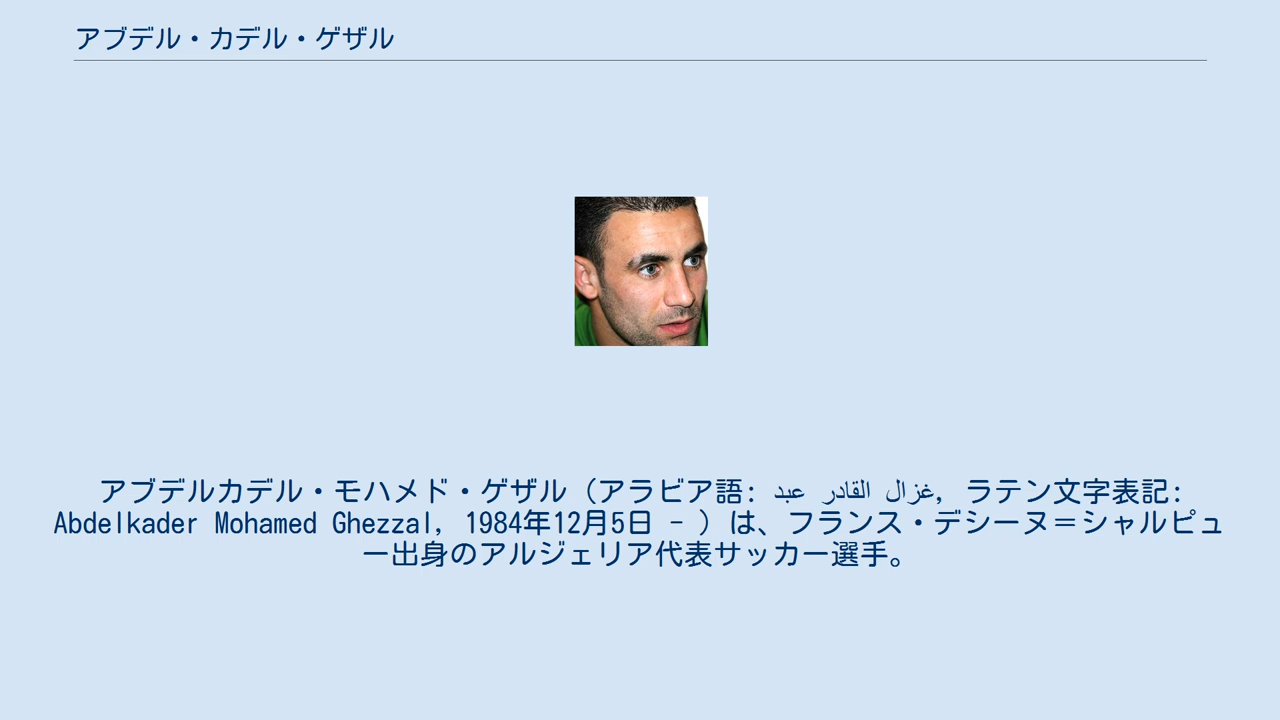 アブデル・カデル・ゲザル
アブデルカデル・モハメド・ゲザル（アラビア語: عبد القادر غزال, ラテン文字表記:
Abdelkader Mohamed Ghezzal, 1984年12月5日 - ）は、フランス・デシーヌ＝シャルピュ
ー出身のアルジェリア代表サッカー選手。